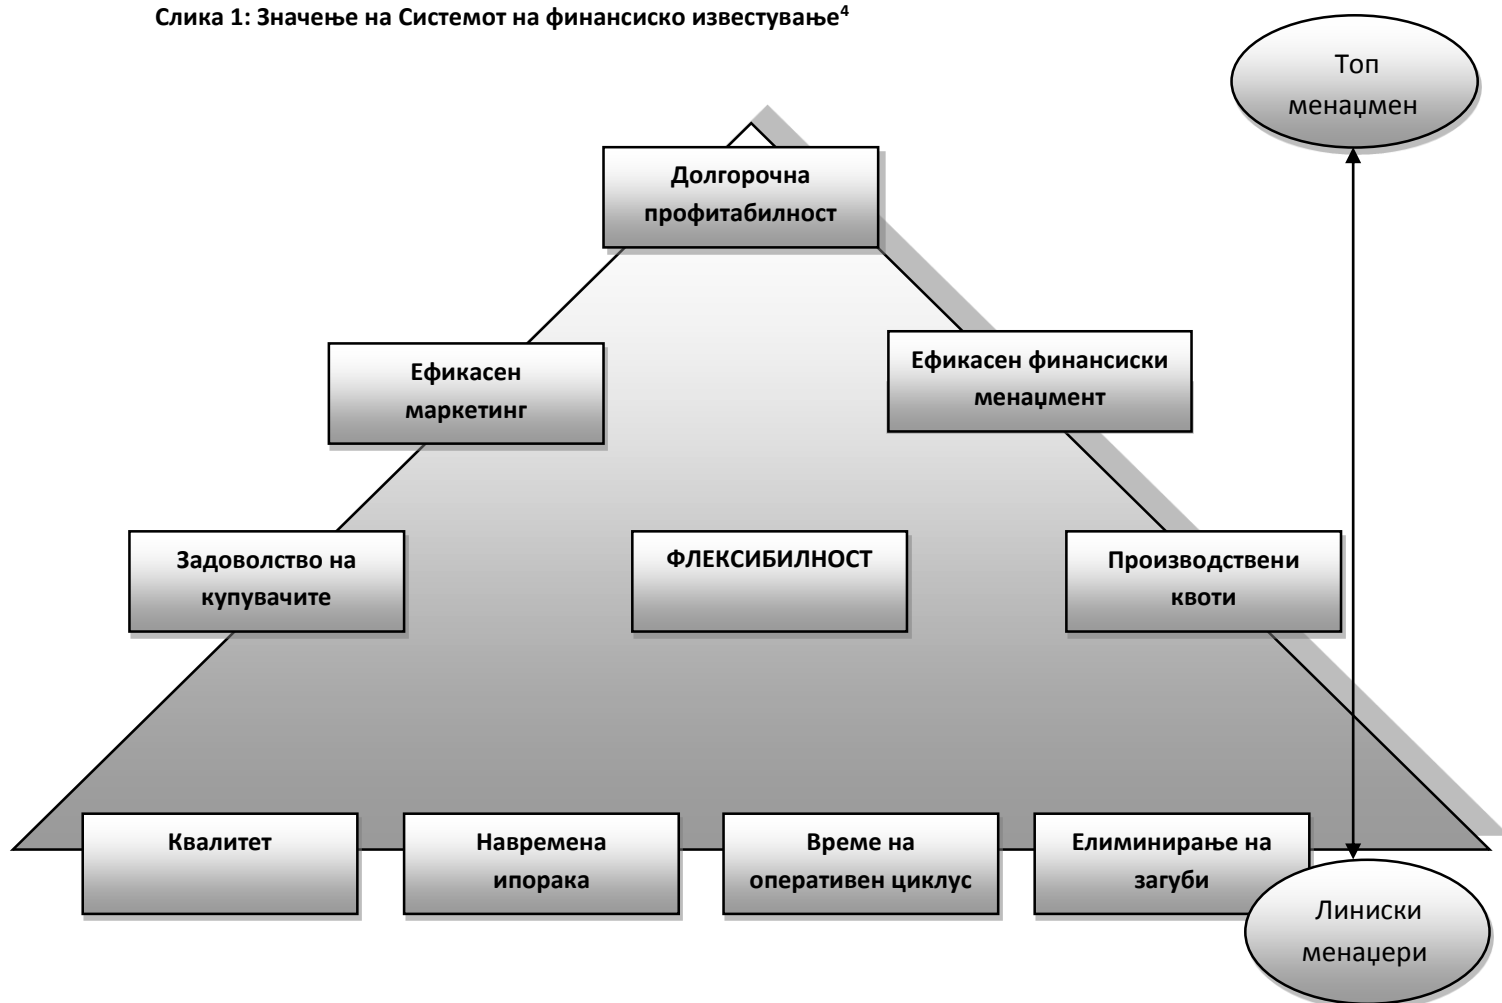 Слика 1: Значење на Системот на финансиско известување⁴
Топ
менаџмен
Долгорочна
профитабилност
Ефикасен
маркетинг
Ефикасен финансиски
менаџмент
Задоволство на
купувачите
ФЛЕКСИБИЛНОСТ
Производствени
квоти
Квалитет
Навремена
ипорака
Време на
оперативен циклус
Елиминирање на
загуби
Линиски
менаџери